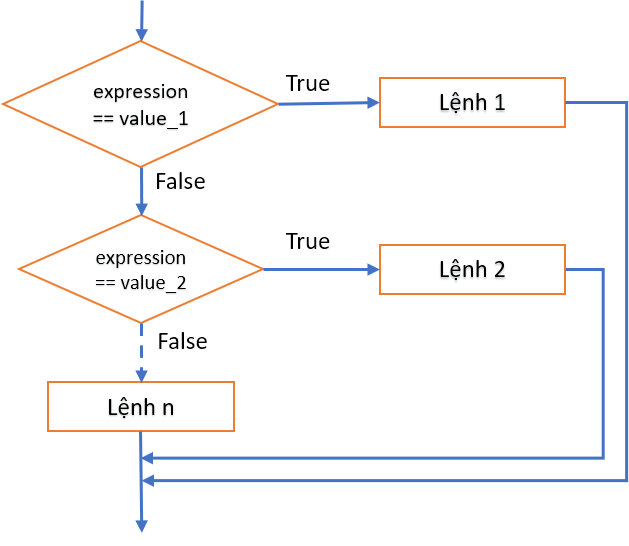 expression
== value_1
True
Lệnh 1
False
expression
== value_2
True
Lệnh 2
False
Lệnh n